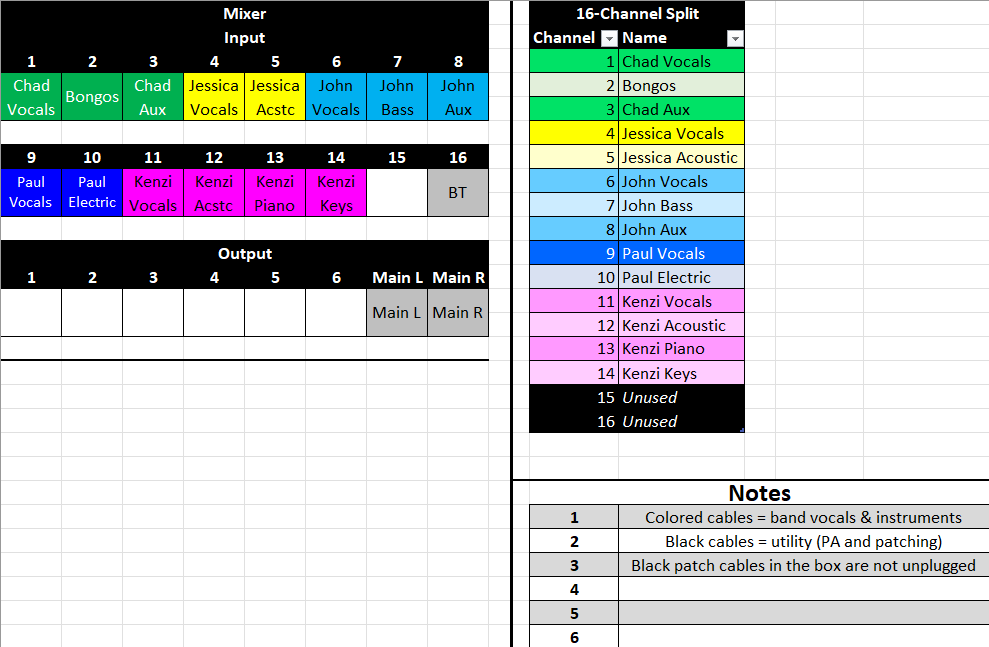 Mixer
Input
1 2 3 4 5 6 7 8
Chad Vocals Bongos Chad Aux Jessica Vocals Jessica Acstc John Vocals John Bass John Aux
9 10 11 12 13 14 15 16
Paul Vocals Paul Electric Kenzi Vocals Kenzi Acstc Kenzi Piano Kenzi Keys BT
Output
1 2 3 4 5 6 Main L Main R
Main L Main R
16-Channel Split
Channel Name
1 Chad Vocals
2 Bongos
3 Chad Aux
4 Jessica Vocals
5 Jessica Acoustic
6 John Vocals
7 John Bass
8 John Aux
9 Paul Vocals
10 Paul Electric
11 Kenzi Vocals
12 Kenzi Acoustic
13 Kenzi Piano
14 Kenzi Keys
15 Unused
16 Unused
Notes
1 Colored cables = band vocals & instruments
2 Black cables = utility (PA and patching)
3 Black patch cables in the box are not unplugged
4
5
6